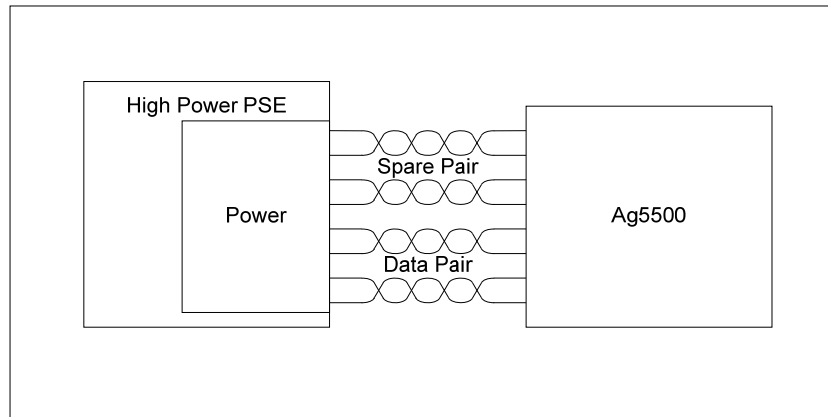 High Power PSE
Spare Pair
Power
Ag5500
Data Pair